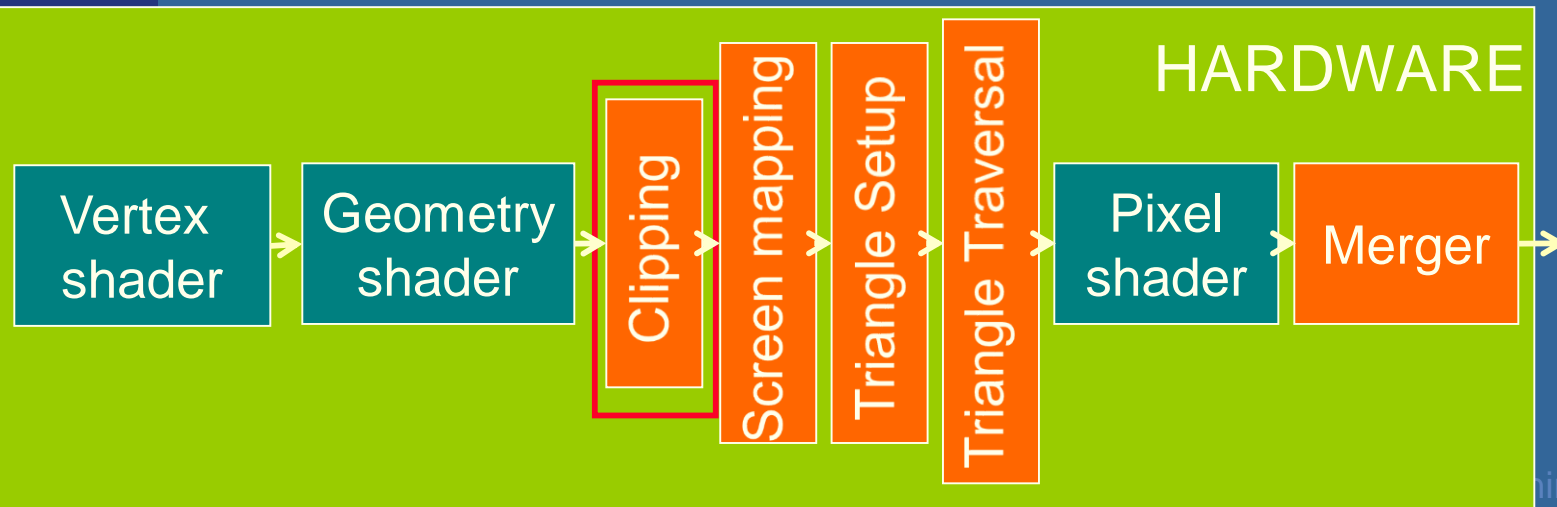 HARDWARE
Vertex
shader
Geometry
shader
Clipping
Screen mapping
Triangle Setup
Triangle Traversal
Pixel
shader
Merger